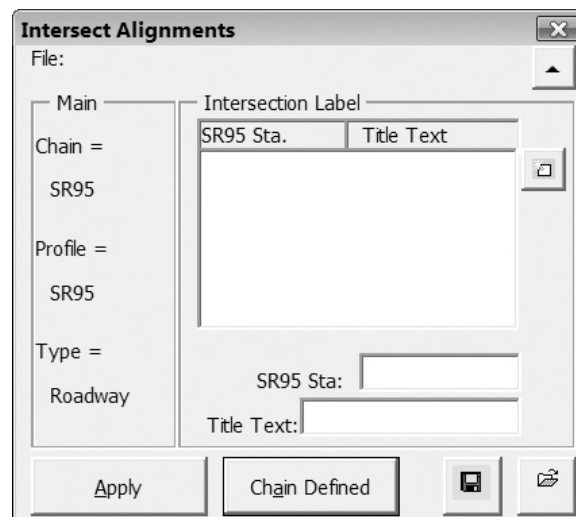 Intersect Alignments
File:
Main
Chain =
SR95
Profile =
SR95
Type =
Roadway
Intersection Label
SR95 Sta. Title Text
SR95 Sta:
Title Text:
Apply Chain Defined